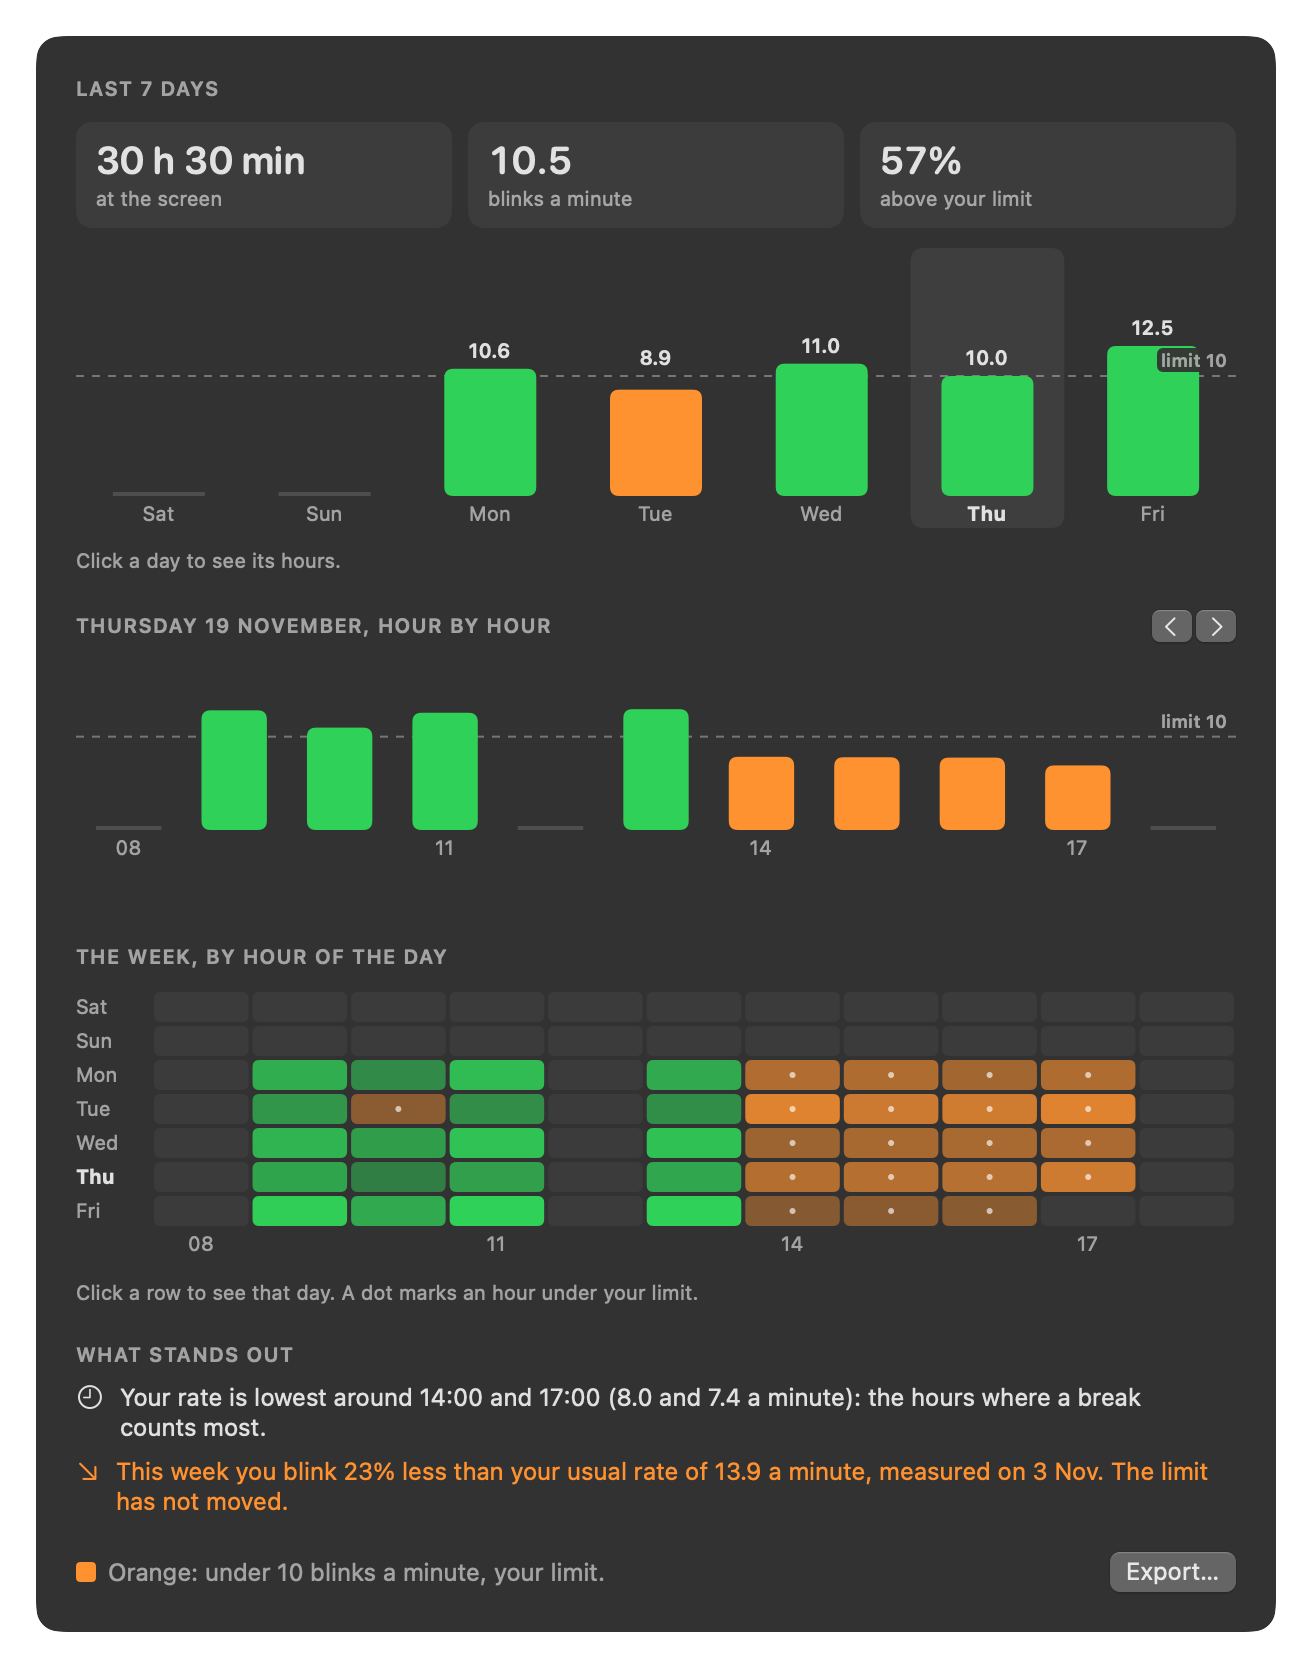 LAST 7 DAYS
30 h 30 min
at the screen
10.5
blinks a minute
57%
above your limit
10.6
8.9
11.0
10.0
12.5
limit 10
Sat
Sun
Mon
Tue
Wed
Thu
Fri
Click a day to see its hours.
THURSDAY 19 NOVEMBER, HOUR BY HOUR
limit 10
08
11
14
17
THE WEEK, BY HOUR OF THE DAY
Sat
Sun
Mon
Tue
Wed
Thu
Fri
08
11
14
17
Click a row to see that day. A dot marks an hour under your limit.
WHAT STANDS OUT
Your rate is lowest around 14:00 and 17:00 (8.0 and 7.4 a minute): the hours where a break
counts most.
This week you blink 23% less than your usual rate of 13.9 a minute, measured on 3 Nov. The limit
has not moved.
Orange: under 10 blinks a minute, your limit.
Export...